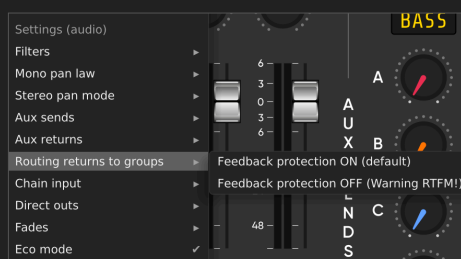 Settings (audio)
Filters
Mono pan law
Stereo pan mode
Aux sends
Aux returns
Routing returns to groups
Chain input
Direct outs
Fades
Eco mode
Feedback protection ON (default)
Feedback protection OFF (Warning RTFM!)
6
3
0
3
6
48
A
U
X
E
N
D
S
BASS
A
B
C